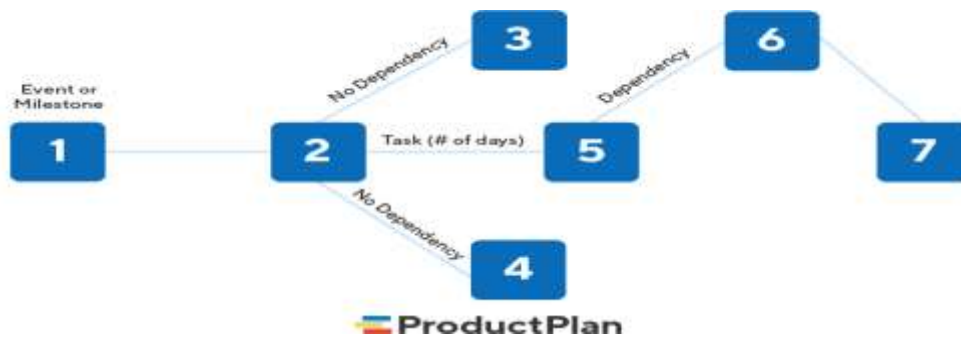 3
6
No Dependency
Dependency
Event or
Milestone
1
2
Task (# of days)
5
7
No Dependency
4
ProductPlan